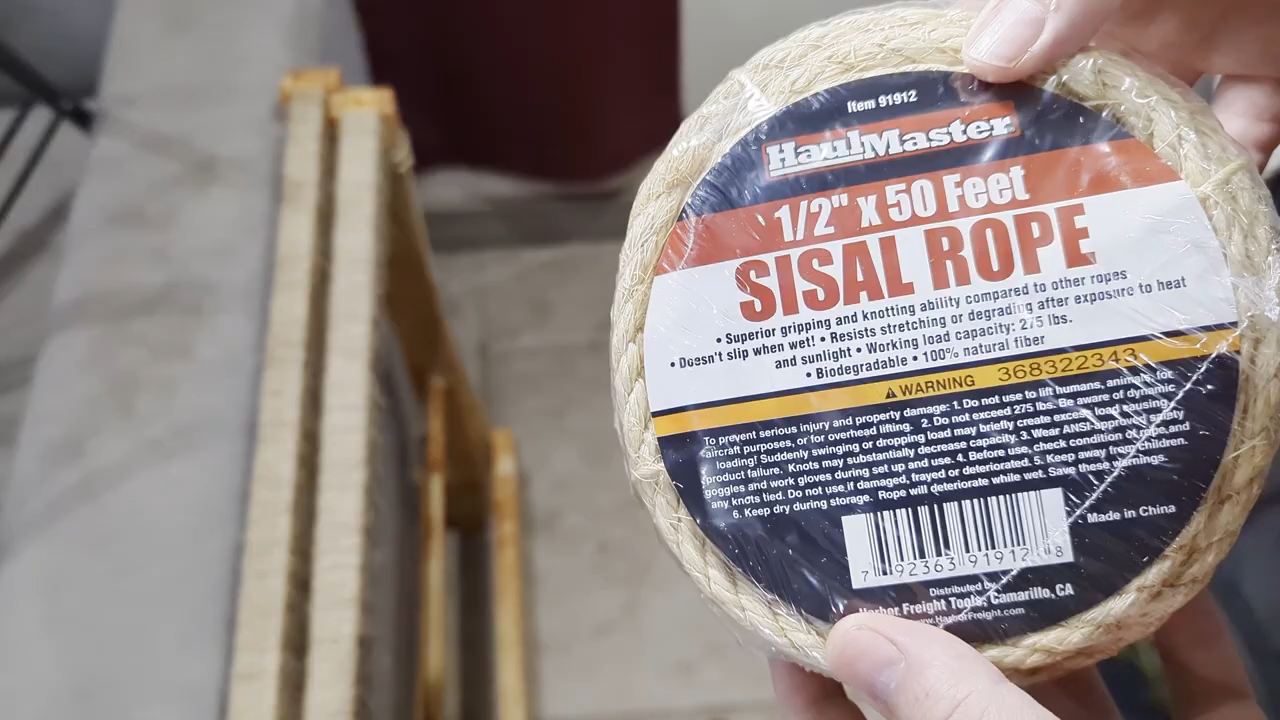 Item 91912
HaulMaster
1/2" x 50 Feet
SISAL ROPE
• Superior gripping and knotting ability compared to other ropes
• Doesn't slip when wet! • Resists stretching or degrading after exposure to heat
and sunlight • Working load capacity: 275 lbs.
• Biodegradable • 100% natural fiber
⚠WARNING 368322343
To prevent serious injury and property damage: 1. Do not use to lift humans, animals, for
aircraft purposes, or for overhead lifting. 2. Do not exceed 275 lbs. Be aware of dynamic
loading! Suddenly swinging or dropping load may briefly create excess load causing
product failure. Knots may substantially decrease capacity. 3. Wear ANSI-approved safety
goggles and work gloves during set up and use. 4. Before use, check condition of rope and
any knots tied. Do not use if damaged, frayed or deteriorated. 5. Keep away from children.
6. Keep dry during storage. Rope will deteriorate while wet. Save these warnings.
7 92363 91912 8
Made in China
Distributed by
Harbor Freight Tools, Camarillo, CA
www.HarborFreight.com